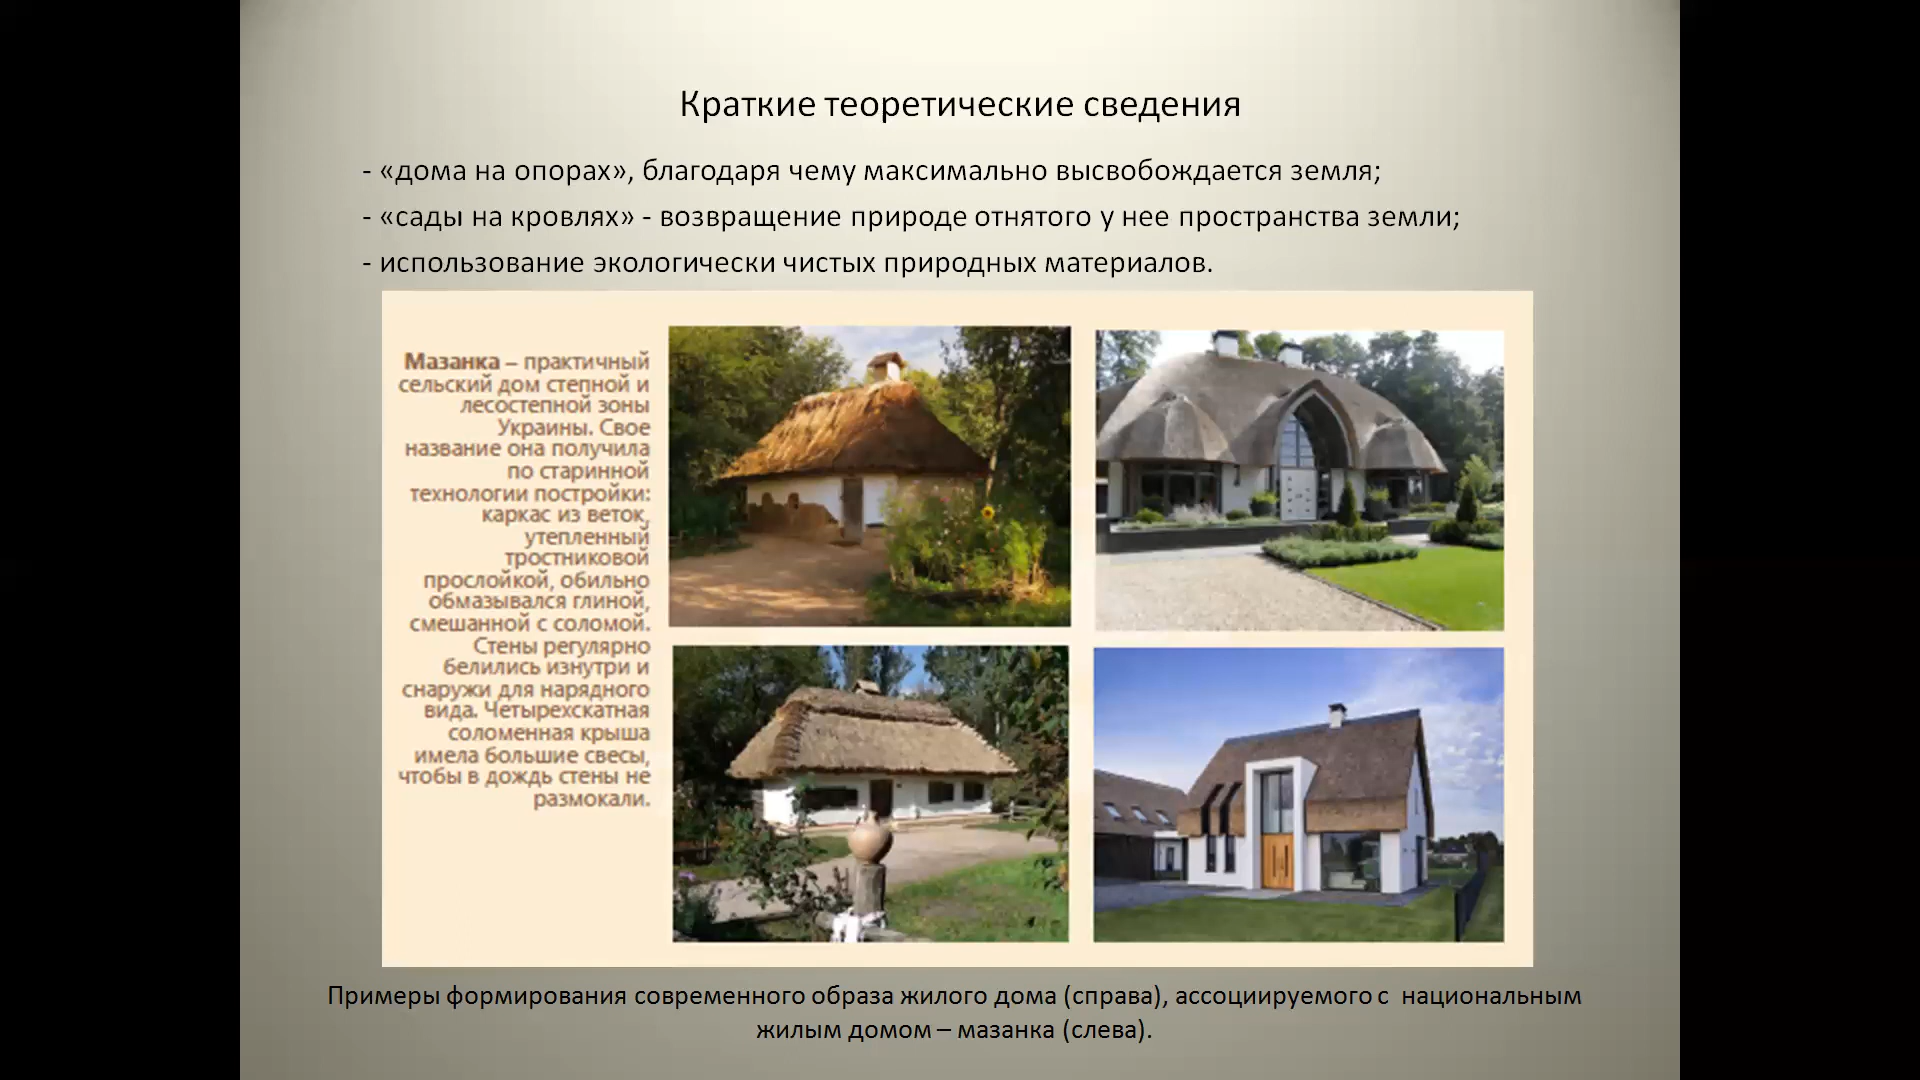 Краткие теоретические сведения
- «дома на опорах», благодаря чему максимально высвобождается земля;
- «сады на кровлях» - возвращение природе отнятого у нее пространства земли;
- использование экологически чистых природных материалов.
Мазанка – практичный
сельский дом степной и
лесостепной зоны
Украины. Свое
название она получила
по старинной
технологии постройки:
каркас из веток,
утепленный
тростниковой
прослойкой, обильно
обмазывался глиной,
смешанной с соломой.
Стены регулярно
белились изнутри и
снаружи для нарядного
вида. Четырехскатная
соломенная крыша
имела большие свесы,
чтобы в дождь стены не
размокали.
Примеры формирования современного образа жилого дома (справа), ассоциируемого с национальным
жилым домом – мазанка (слева).